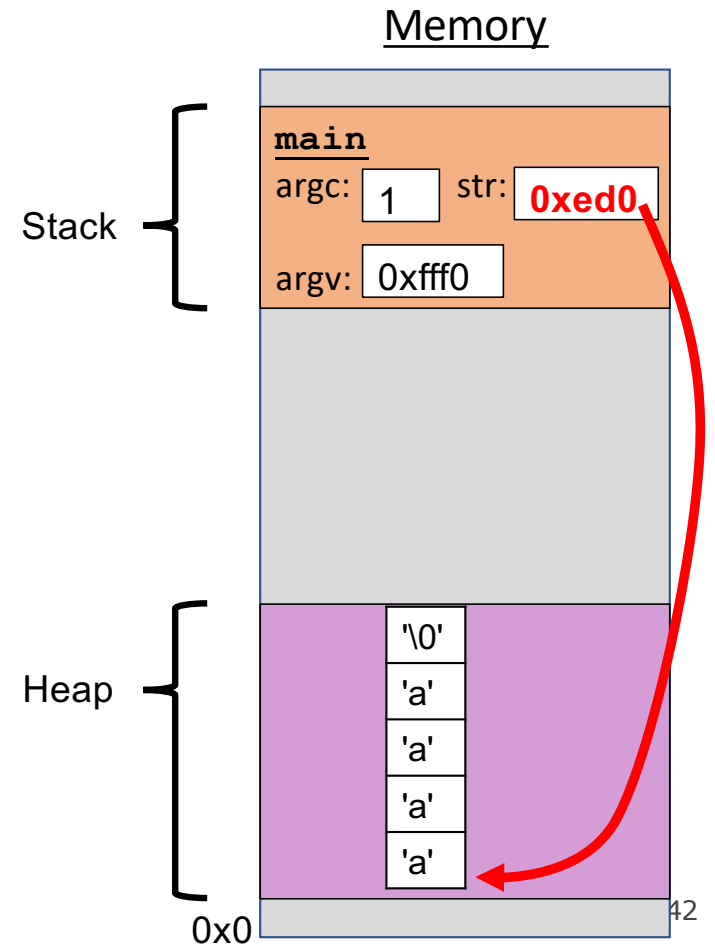 Memory
main
argc: 1 str: 0xed0
Stack
argv: 0xfff0
'\0'
'a'
Heap
'a'
'a'
'a'
42
0x0